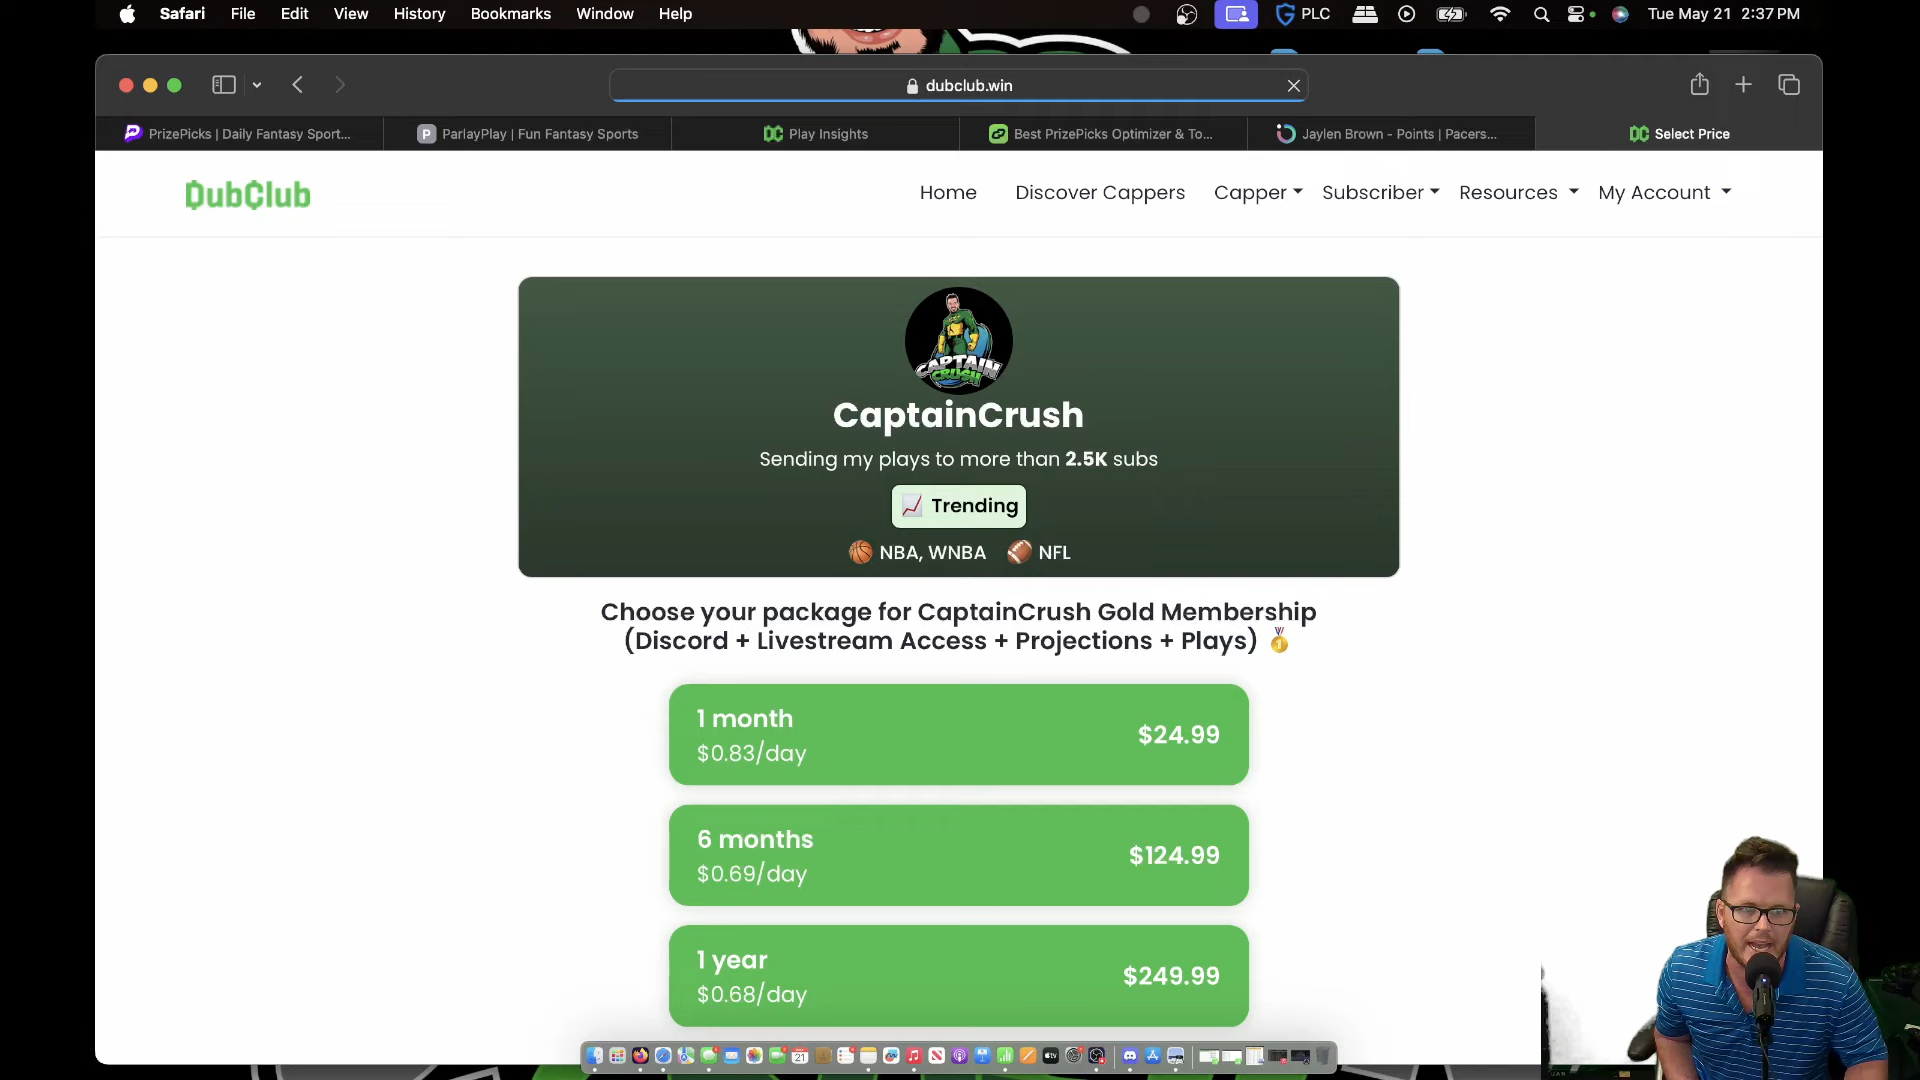 Safari File Edit View History Bookmarks Window Help PLC Tue May 21 2:37 PM
dubclub.win
PrizePicks | Daily Fantasy Sport... ParlayPlay | Fun Fantasy Sports Play Insights Best PrizePicks Optimizer & To... Jaylen Brown - Points | Pacers... Select Price
DubClub Home Discover Cappers Capper Subscriber Resources My Account
CAPTAIN
CRUSH
CaptainCrush
Sending my plays to more than 2.5K subs
Trending
NBA, WNBA NFL
Choose your package for CaptainCrush Gold Membership
(Discord + Livestream Access + Projections + Plays)
1 month
$0.83/day
$24.99
6 months
$0.69/day
$124.99
1 year
$0.68/day
$249.99